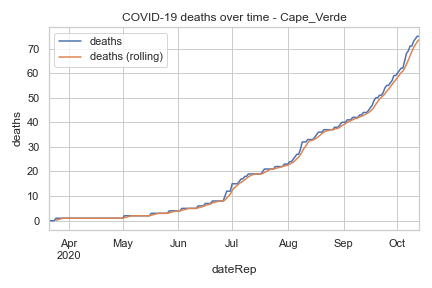 COVID-19 deaths over time - Cape_Verde
deaths
deaths (rolling)
deaths
70
60
50
40
30
20
10
0
Apr May Jun Jul Aug Sep Oct
2020
dateRep